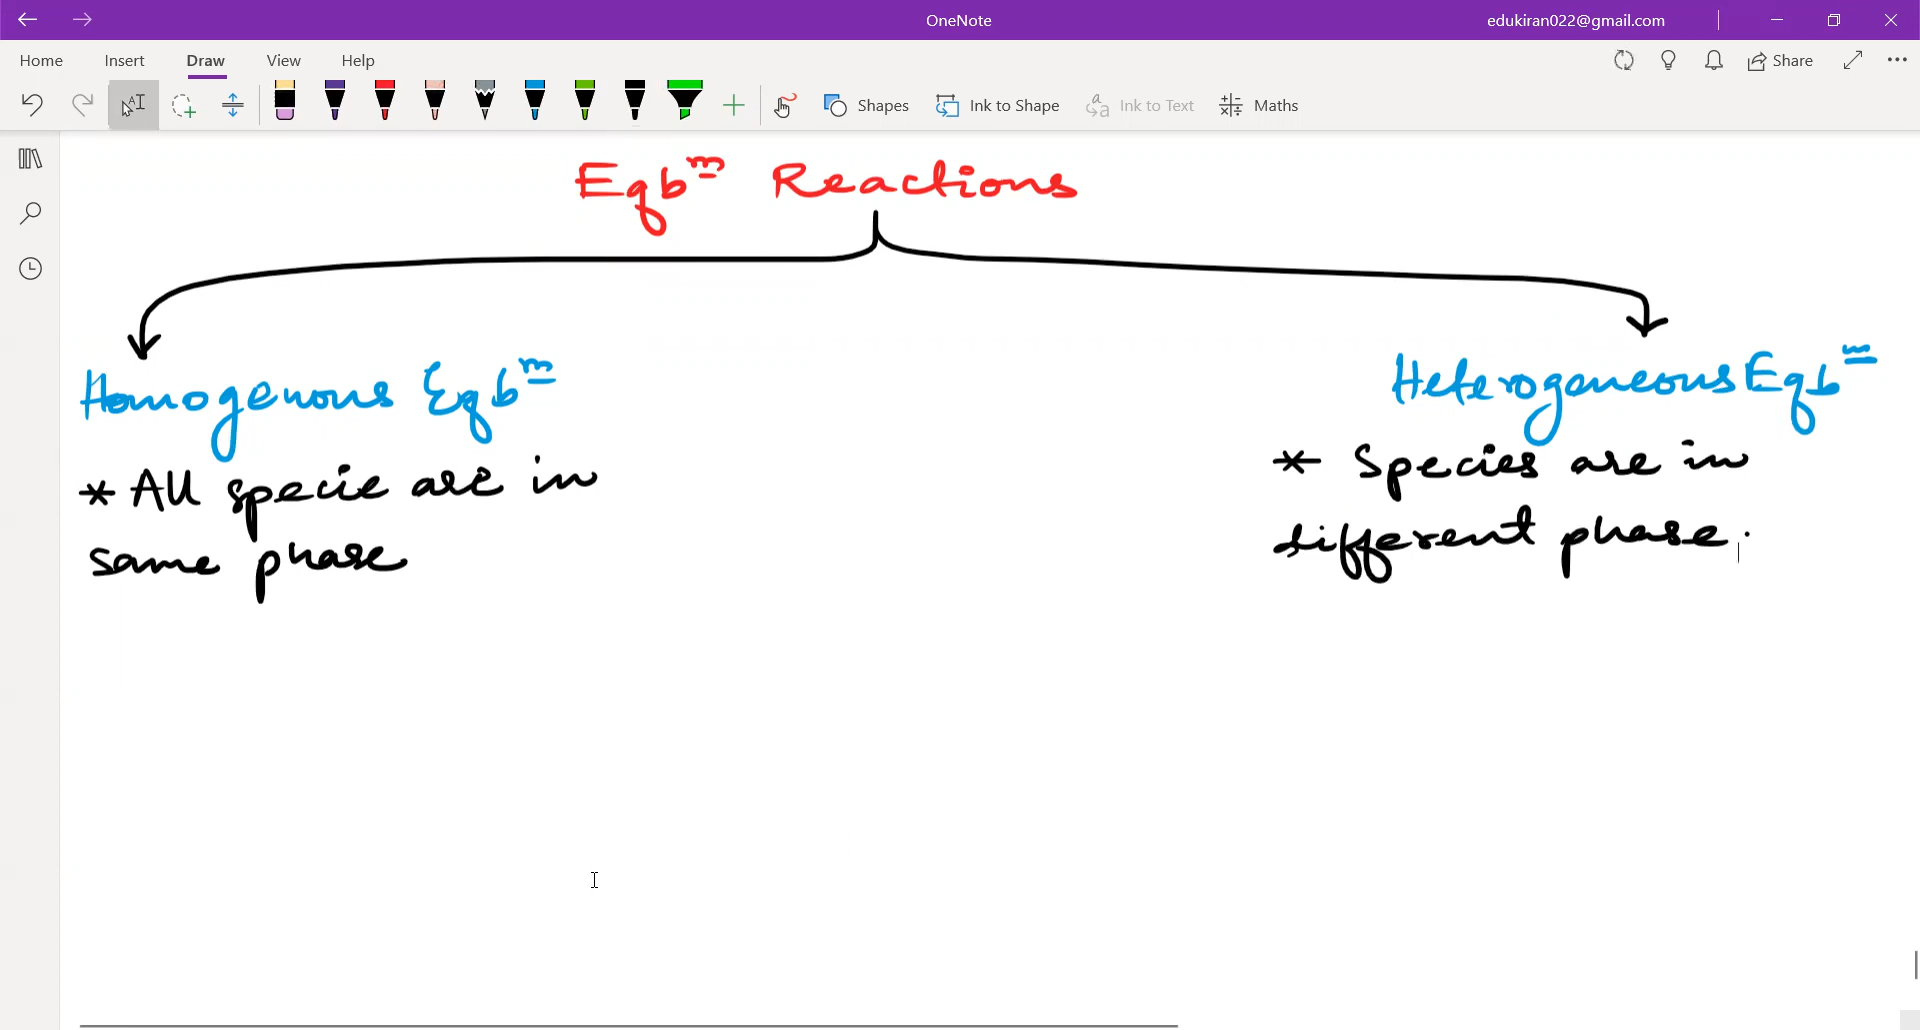 OneNote
edukiran022@gmail.com
Home Insert Draw View Help
Share
Shapes Ink to Shape Ink to Text Maths
Eqbᵐ Reactions
Homogenous Eqbᵐ
Heterogeneous Eqbᵐ
* All specie are in
same phase
* Species are in
different phase.